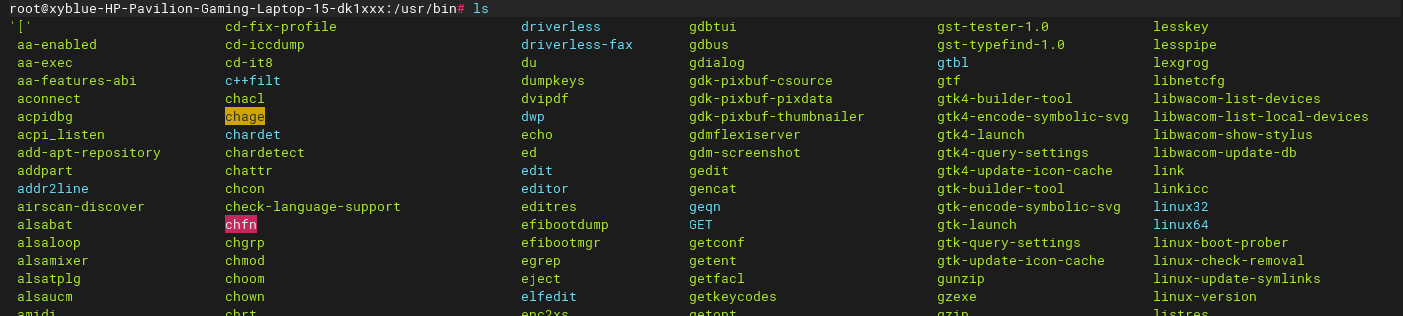 root@xyblue-HP-Pavilion-Gaming-Laptop-15-dk1xxx:/usr/bin# ls
'[' cd-fix-profile driverless gdbtui gst-tester-1.0 lesskey
aa-enabled cd-iccdump driverless-fax gdbus gst-typefind-1.0 lesspipe
aa-exec cd-it8 du gdialog gtbl lexgrog
aa-features-abi c++filt dumpkeys gdk-pixbuf-csource gtf libnetcfg
aconnect chacl dvipdf gdk-pixbuf-pixdata gtk4-builder-tool libwacom-list-devices
acpidbg chage dwp gdk-pixbuf-thumbnailer gtk4-encode-symbolic-svg libwacom-list-local-devices
acpi_listen chardet echo gdmflexiserver gtk4-launch libwacom-show-stylus
add-apt-repository chardetect ed gdm-screenshot gtk4-query-settings libwacom-update-db
addpart chattr edit gedit gtk4-update-icon-cache link
addr2line chcon editor gencat gtk-builder-tool linkicc
airscan-discover check-language-support editres geqn gtk-encode-symbolic-svg linux32
alsabat chfn efibootdump GET gtk-launch linux64
alsaloop chgrp efibootmgr getconf gtk-query-settings linux-boot-prober
alsamixer chmod egrep getent gtk-update-icon-cache linux-check-removal
alsatplg choom eject getfacl gunzip linux-update-symlinks
alsaucm chown elfedit getkeycodes gzexe linux-version
amidi chrt enc2xs getopt gzip listres